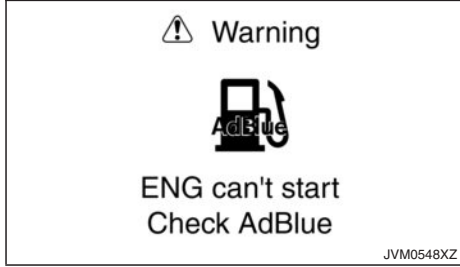 Warning
AdBlue
ENG can't start
Check AdBlue
JVM0548XZ